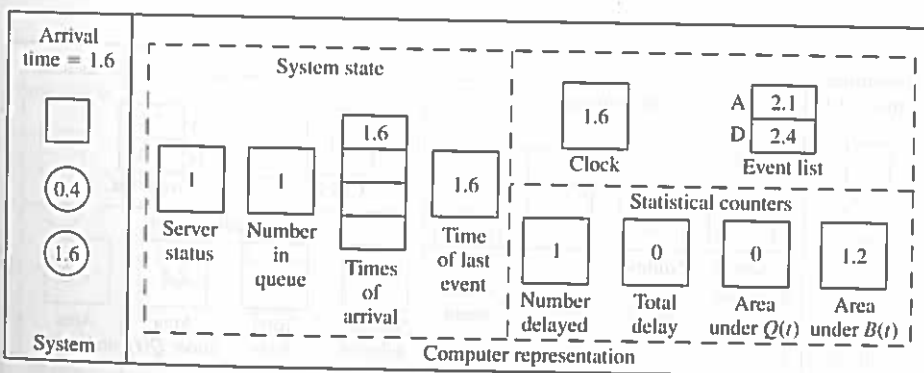 Arrival
time = 1.6
0.4
1.6
System
System state
1
Server
status
1
Number
in
queue
1.6
Times
of
arrival
1.6
Time
of last
event
1.6
Clock
A 2.1
D 2.4
Event list
Statistical counters
1
Number
delayed
0
Total
delay
0
Area
under Q(t)
1.2
Area
under B(t)
Computer representation